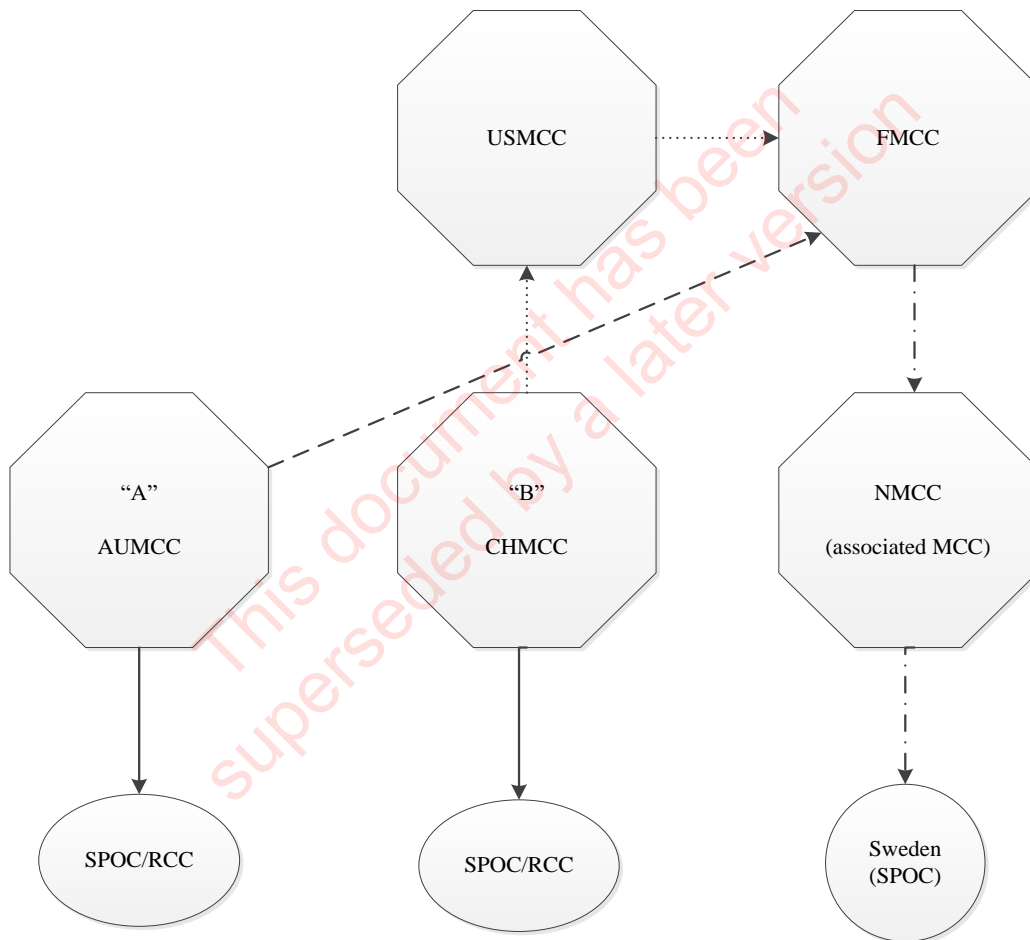 USMCC
FMCC
“A”
AUMCC
“B”
CHMCC
NMCC
(associated MCC)
SPOC/RCC
SPOC/RCC
Sweden
(SPOC)
This document has been
superseded by a later version